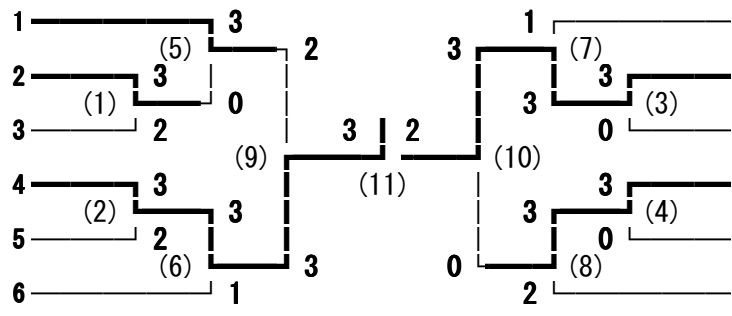 1 3 1
(5) 2 3 (7)
2 3 3
(1) 0 3 (3)
3 2 3 2 0
(9) (10)
4 3 (11) 3
(2) 3 3 (4)
5 2 0
(6) 3 0 (8)
6 1 2